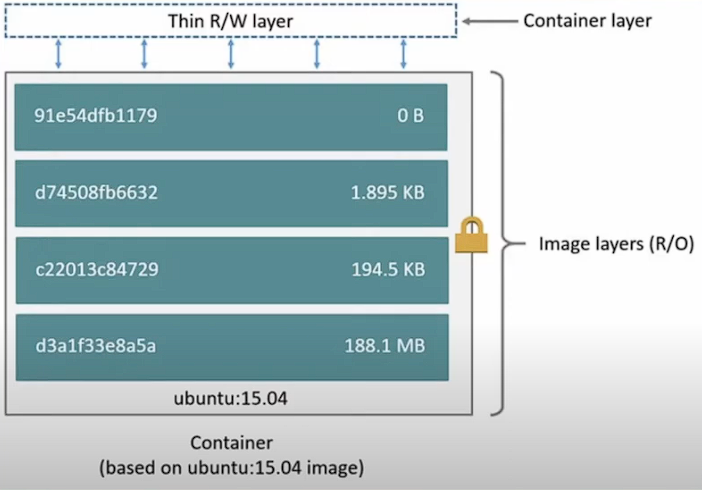 Thin R/W layer
Container layer
91e54dfb1179 0 B
d74508fb6632 1.895 KB
c22013c84729 194.5 KB
d3a1f33e8a5a 188.1 MB
Image layers (R/O)
ubuntu:15.04
Container
(based on ubuntu:15.04 image)